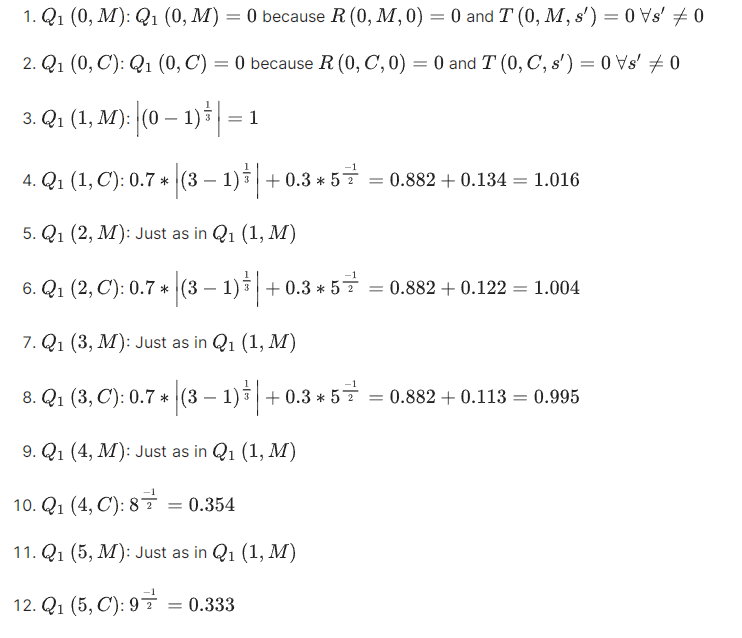 1. Q₁ (0, M): Q₁ (0, M) = 0 because R (0, M, 0) = 0 and T (0, M, s′) = 0 ∀s′ ≠ 0
2. Q₁ (0, C): Q₁ (0, C) = 0 because R (0, C, 0) = 0 and T (0, C, s′) = 0 ∀s′ ≠ 0
3. Q₁ (1, M): |(0 − 1)^{1/3}| = 1
4. Q₁ (1, C): 0.7 * |(3 − 1)^{1/3}| + 0.3 * 5^{−1/2} = 0.882 + 0.134 = 1.016
5. Q₁ (2, M): Just as in Q₁ (1, M)
6. Q₁ (2, C): 0.7 * |(3 − 1)^{1/3}| + 0.3 * 5^{−1/2} = 0.882 + 0.122 = 1.004
7. Q₁ (3, M): Just as in Q₁ (1, M)
8. Q₁ (3, C): 0.7 * |(3 − 1)^{1/3}| + 0.3 * 5^{−1/2} = 0.882 + 0.113 = 0.995
9. Q₁ (4, M): Just as in Q₁ (1, M)
10. Q₁ (4, C): 8^{−1/2} = 0.354
11. Q₁ (5, M): Just as in Q₁ (1, M)
12. Q₁ (5, C): 9^{−1/2} = 0.333